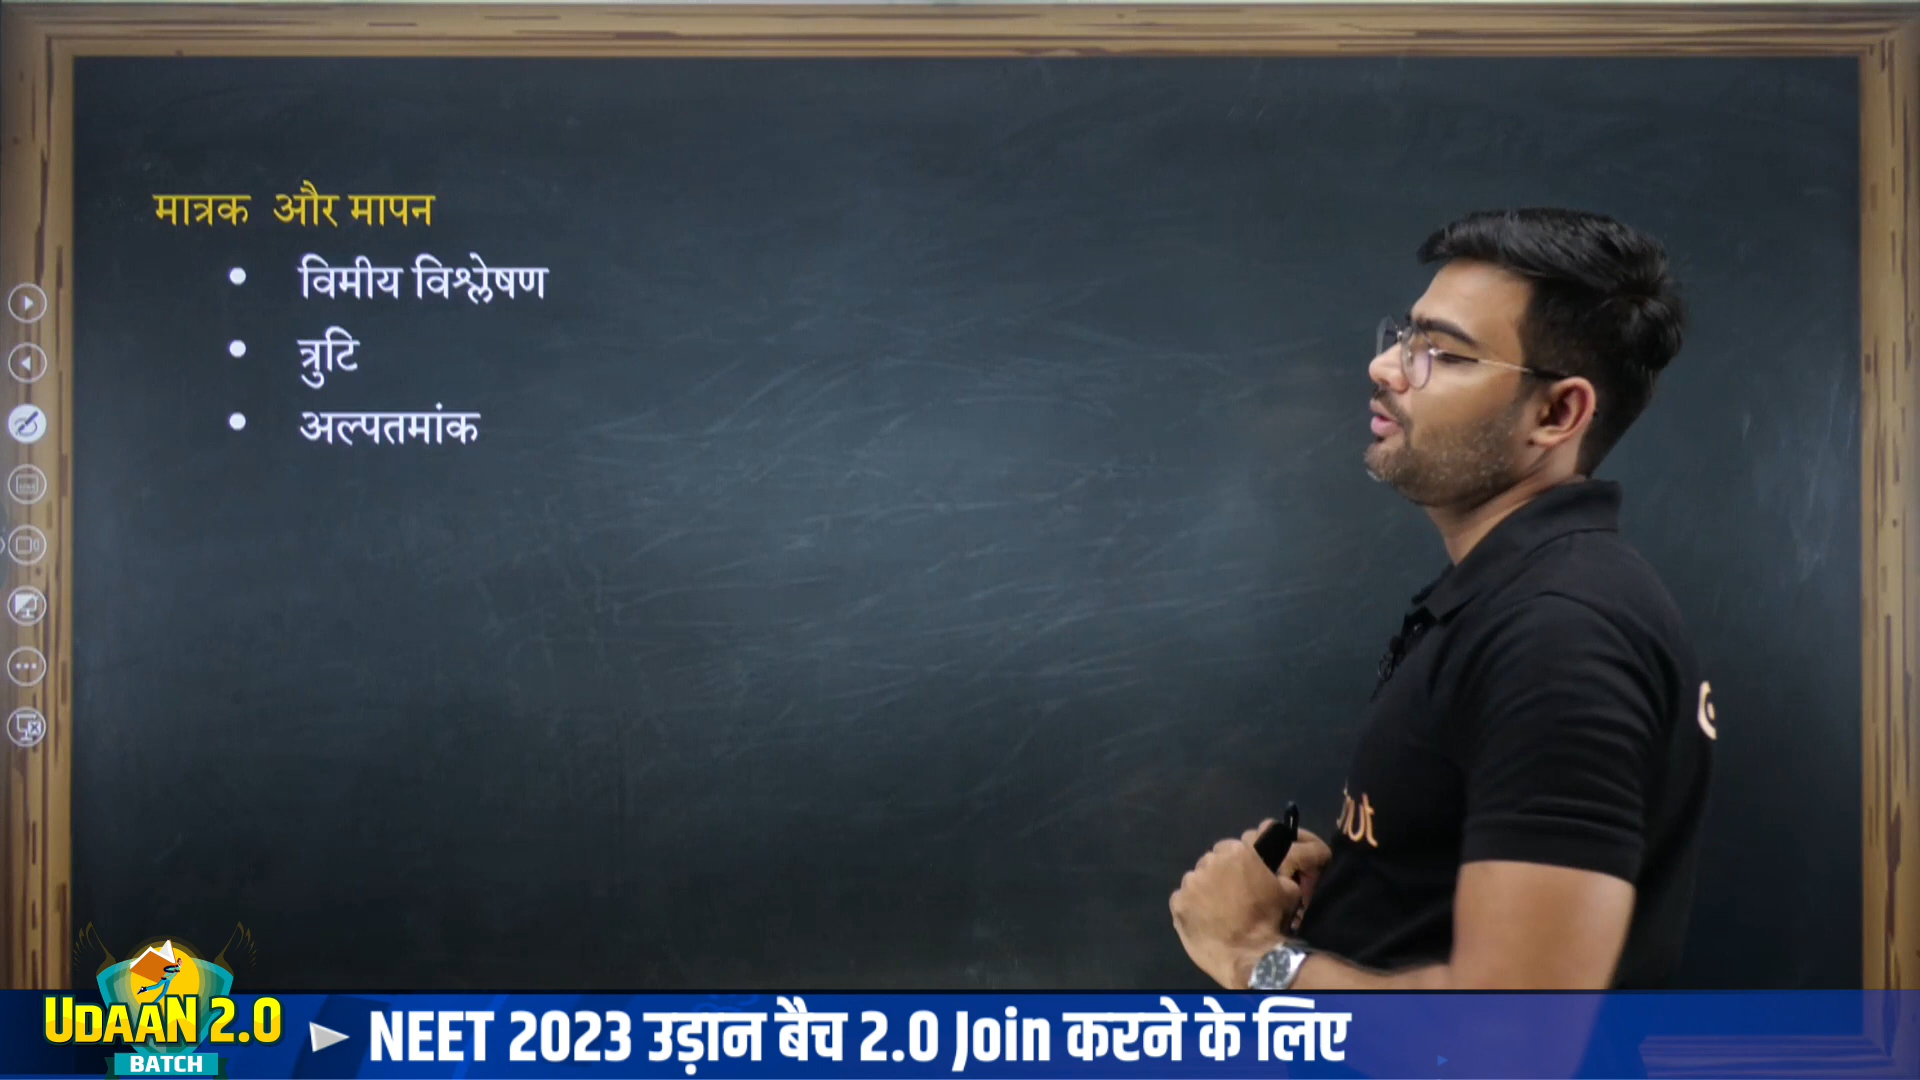 मात्रक और मापन
• विमीय विश्लेषण
• त्रुटि
• अल्पतमांक
UDAAN 2.0
BATCH
NEET 2023 उड़ान बैच 2.0 Join करने के लिए